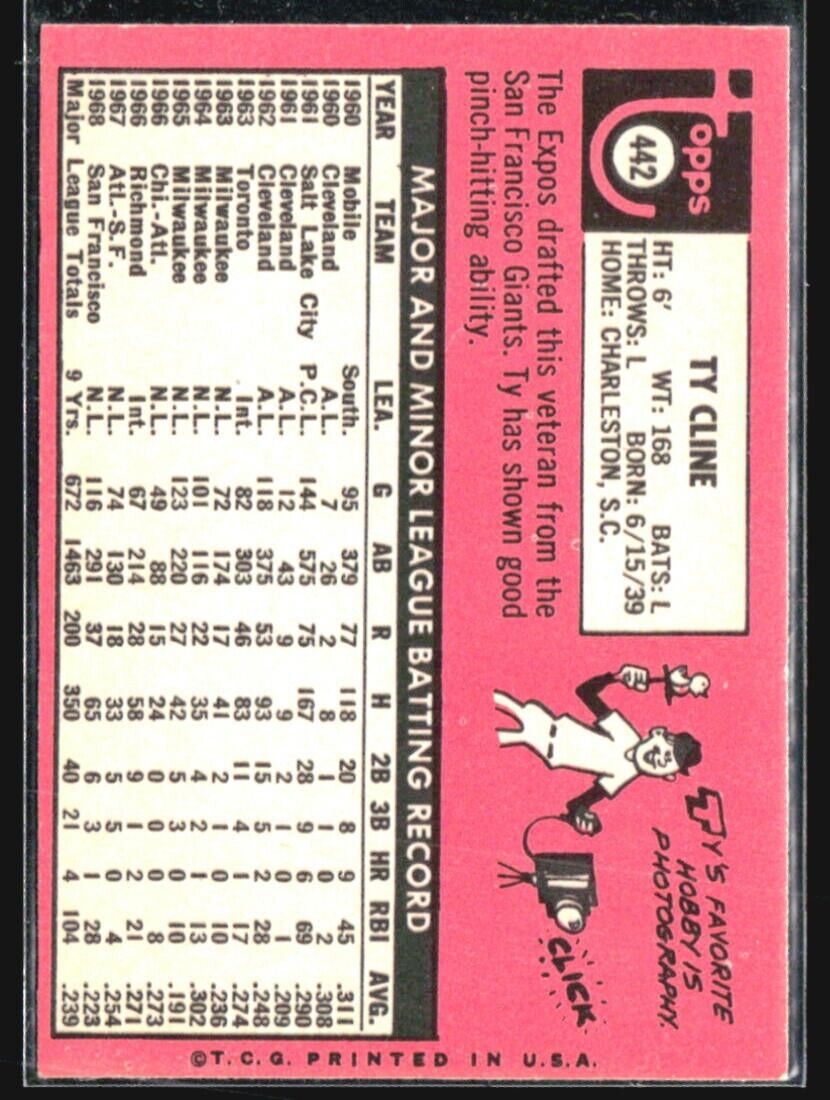 Topps
442
TY CLINE
HT: 6' WT: 168 BATS: L
THROWS: L BORN: 6/15/39
HOME: CHARLESTON, S.C.
TY'S FAVORITE
HOBBY IS
PHOTOGRAPHY.
CLICK
The Expos drafted this veteran from the
San Francisco Giants. Ty has shown good
pinch-hitting ability.
MAJOR AND MINOR LEAGUE BATTING RECORD
YEAR TEAM LEA. G AB R H 2B 3B HR RBI AVG.
1960 Mobile South. 95 379 77 118 20 8 9 45 .311
1960 Cleveland A.L. 7 26 2 8 1 1 0 2 .308
1961 Salt Lake City P.C.L. 144 575 75 167 28 9 6 69 .290
1961 Cleveland A.L. 12 43 9 9 2 1 0 1 .209
1962 Cleveland A.L. 118 375 53 93 15 5 2 28 .248
1963 Toronto Int. 82 303 46 83 11 4 1 17 .274
1963 Milwaukee N.L. 72 174 17 41 2 1 0 10 .236
1964 Milwaukee N.L. 101 116 22 35 4 2 1 13 .302
1965 Milwaukee N.L. 123 220 27 42 5 3 0 10 .191
1966 Chi.-Atl. N.L. 49 88 15 24 0 0 0 8 .273
1966 Richmond Int. 67 214 28 58 9 1 2 21 .271
1967 Atl.-S.F. N.L. 74 130 18 33 5 5 0 4 .254
1968 San Francisco N.L. 116 291 37 65 6 3 1 28 .223
Major League Totals 9 Yrs. 672 1463 200 350 40 21 4 104 .239
©T.C.G. PRINTED IN U.S.A.